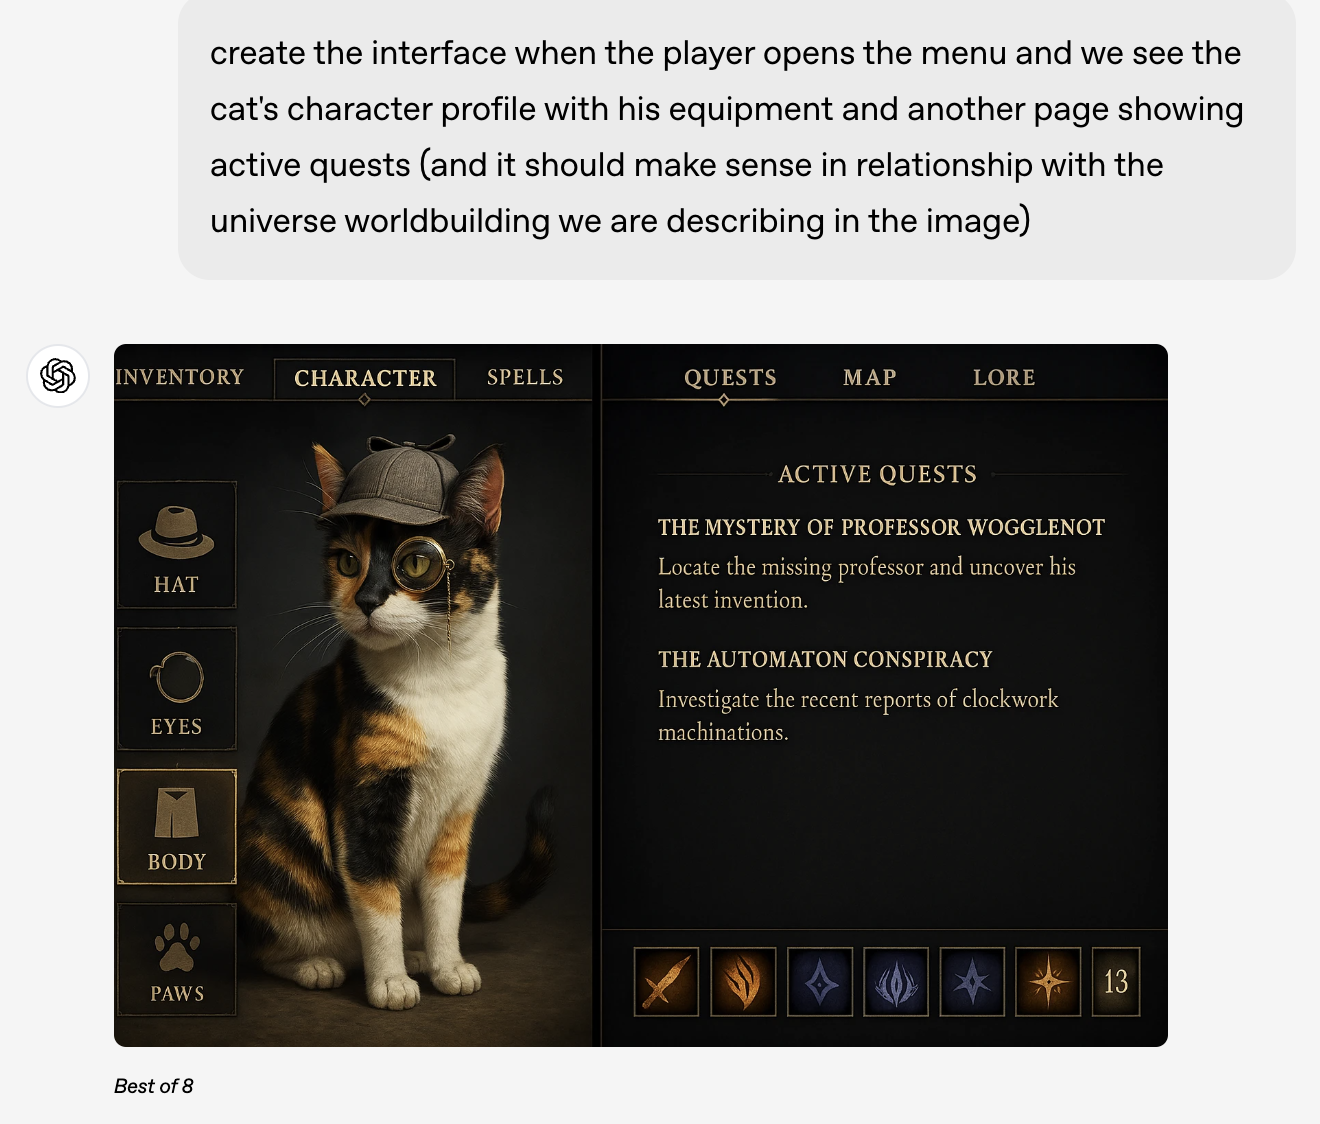 create the interface when the player opens the menu and we see the
cat's character profile with his equipment and another page showing
active quests (and it should make sense in relationship with the
universe worldbuilding we are describing in the image)
INVENTORY CHARACTER SPELLS
HAT
EYES
BODY
PAWS
QUESTS MAP LORE
ACTIVE QUESTS
THE MYSTERY OF PROFESSOR WOGGLENOT
Locate the missing professor and uncover his
latest invention.
THE AUTOMATON CONSPIRACY
Investigate the recent reports of clockwork
machinations.
13
Best of 8